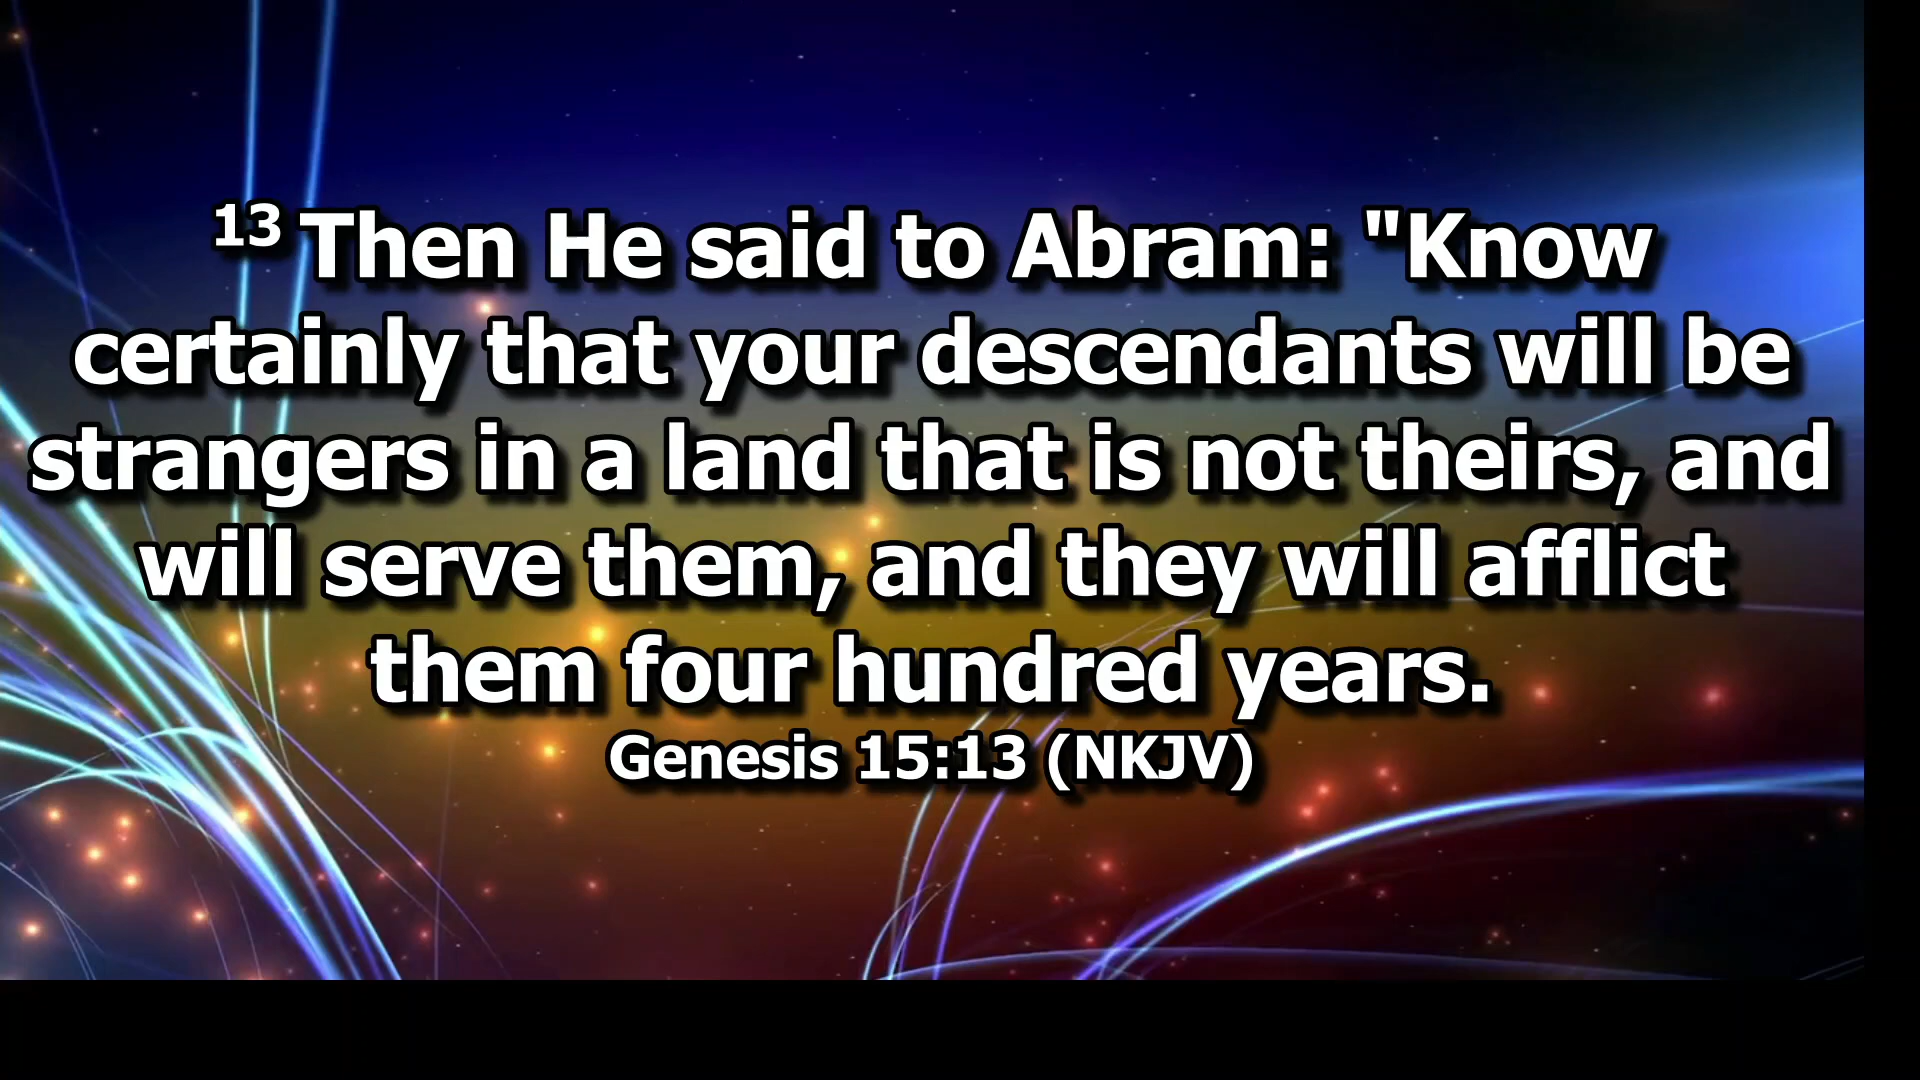 13 Then He said to Abram: "Know
certainly that your descendants will be
strangers in a land that is not theirs, and
will serve them, and they will afflict
them four hundred years.
Genesis 15:13 (NKJV)